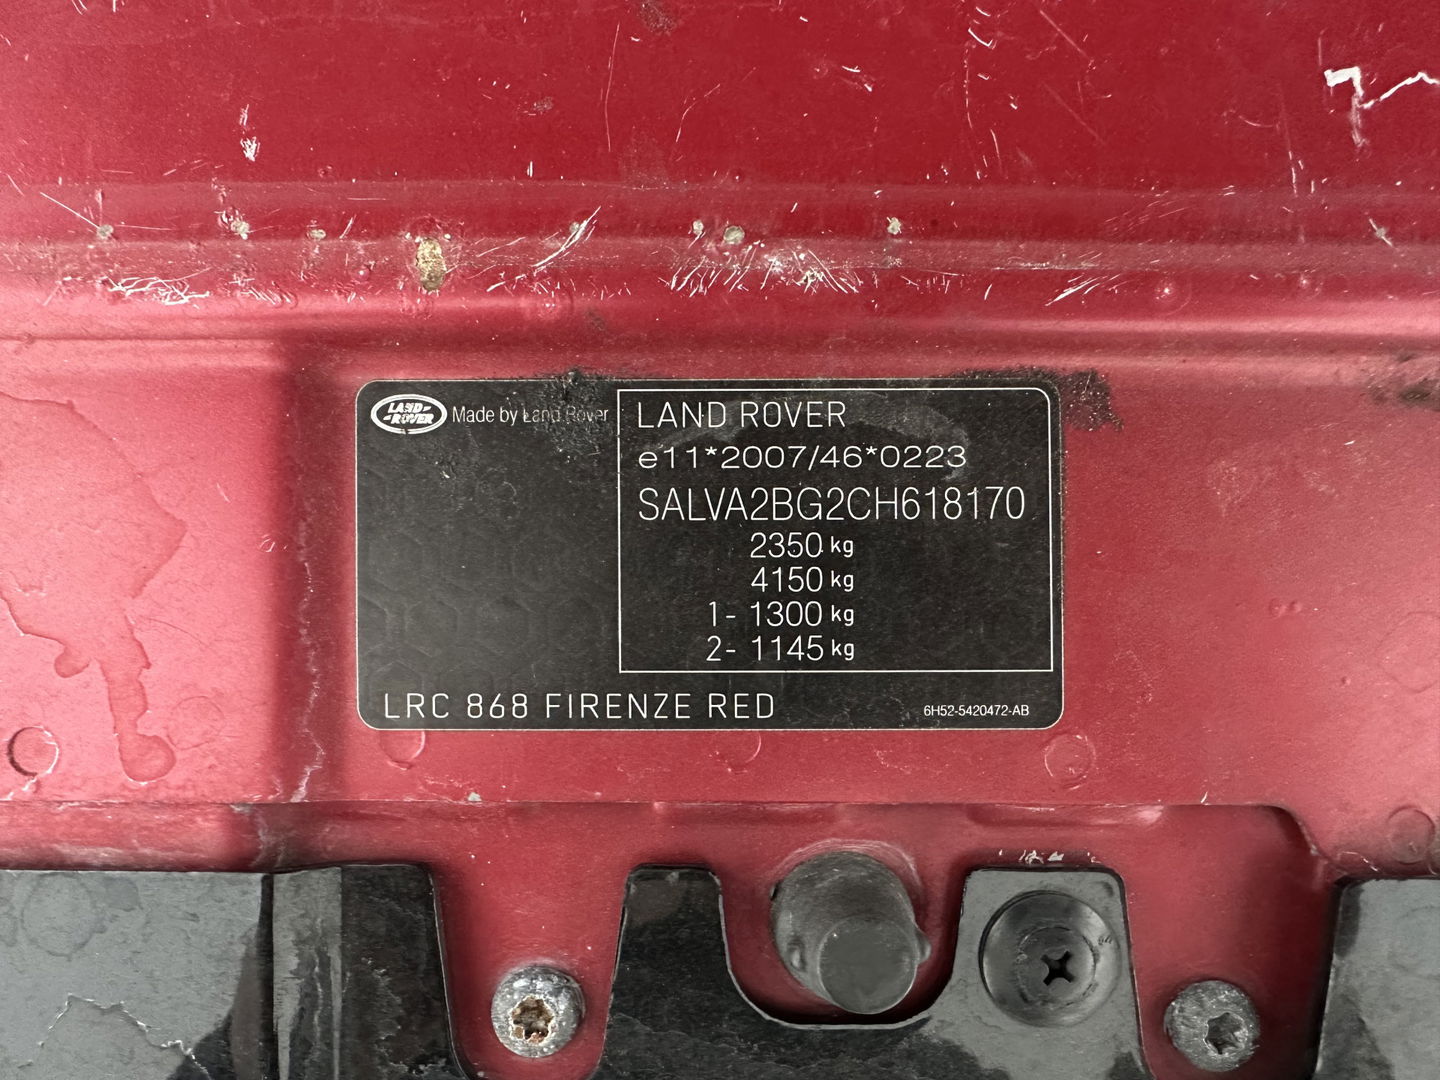 LAND-
-ROVER
Made by Land Rover
LAND ROVER
e11*2007/46*0223
SALVA2BG2CH618170
2350 kg
4150 kg
1- 1300 kg
2- 1145 kg
LRC 868 FIRENZE RED
6H52-5420472-AB